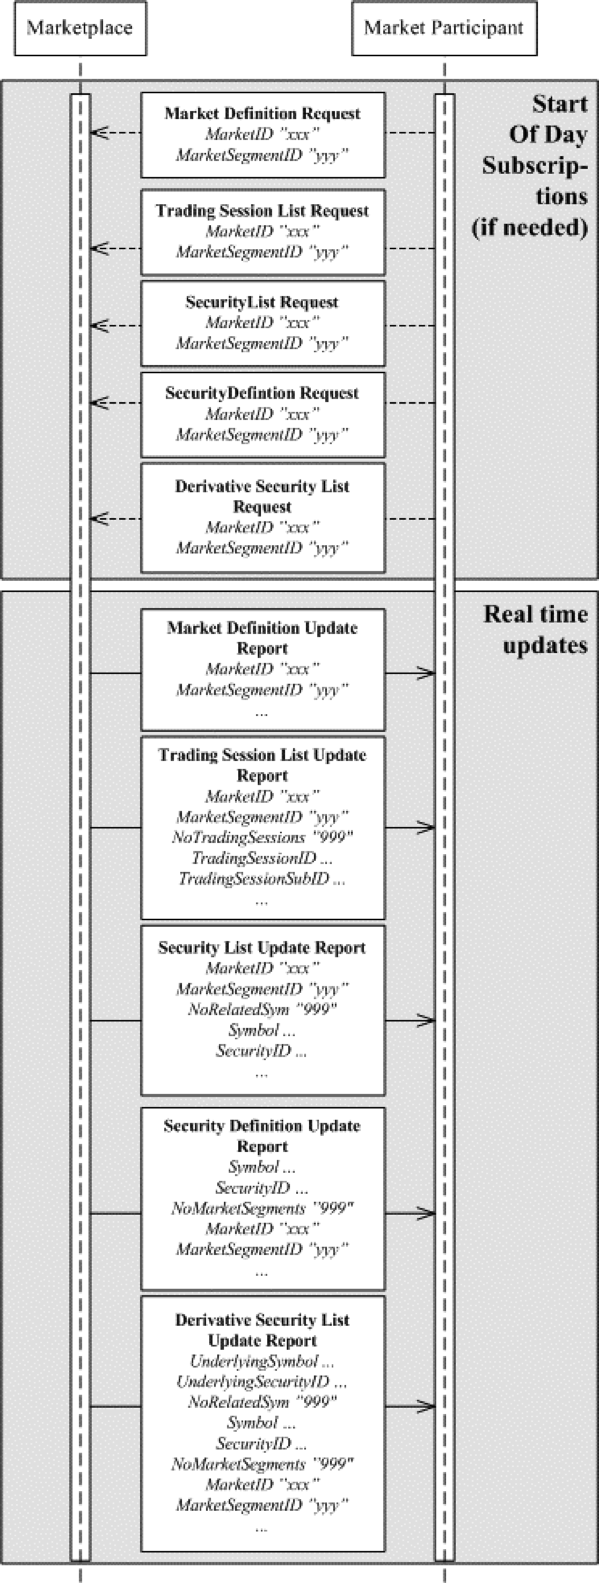 Marketplace
Market Participant
Start
Of Day
Subscrip-
tions
(if needed)
Market Definition Request
MarketID "xxx"
MarketSegmentID "yyy"
Trading Session List Request
MarketID "xxx"
MarketSegmentID "yyy"
SecurityList Request
MarketID "xxx"
MarketSegmentID "yyy"
SecurityDefintion Request
MarketID "xxx"
MarketSegmentID "yyy"
Derivative Security List
Request
MarketID "xxx"
MarketSegmentID "yyy"
Real time
updates
Market Definition Update
Report
MarketID "xxx"
MarketSegmentID "yyy"
...
Trading Session List Update
Report
MarketID "xxx"
MarketSegmentID "yyy"
NoTradingSessions "999"
TradingSessionID ...
TradingSessionSubID ...
...
Security List Update Report
MarketID "xxx"
MarketSegmentID "yyy"
NoRelatedSym "999"
Symbol ...
SecurityID ...
...
Security Definition Update
Report
Symbol ...
SecurityID ...
NoMarketSegments "999"
MarketID "xxx"
MarketSegmentID "yyy"
...
Derivative Security List
Update Report
UnderlyingSymbol ...
UnderlyingSecurityID ...
NoRelatedSym "999"
Symbol ...
SecurityID ...
NoMarketSegments "999"
MarketID "xxx"
MarketSegmentID "yyy"
...